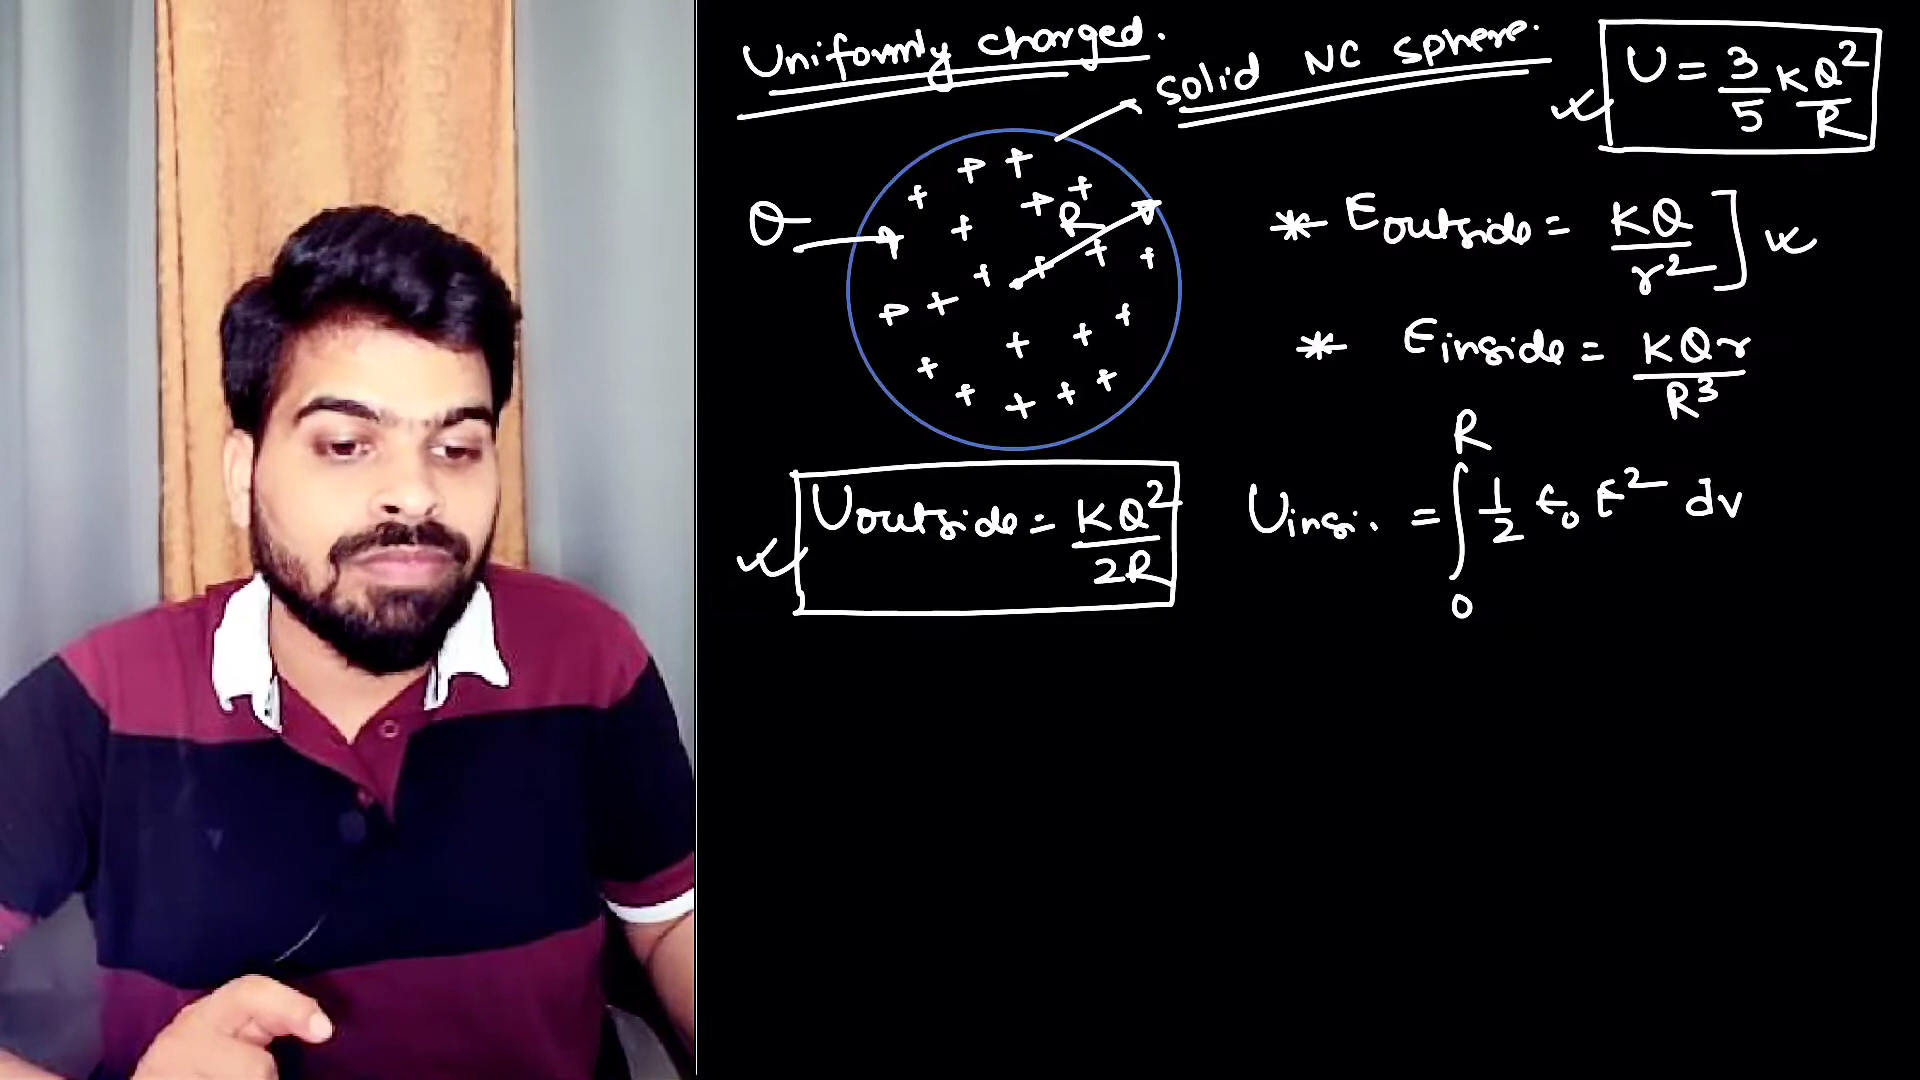 Uniformly charged.
solid NC sphere.
U = 3/5 KQ²/R
Q
R
* Eoutside = KQ/r²
* Einside = KQr/R³
Uoutside = KQ²/2R
Uinsi. = ∫₀ᴿ 1/2 ϵ₀ E² dv